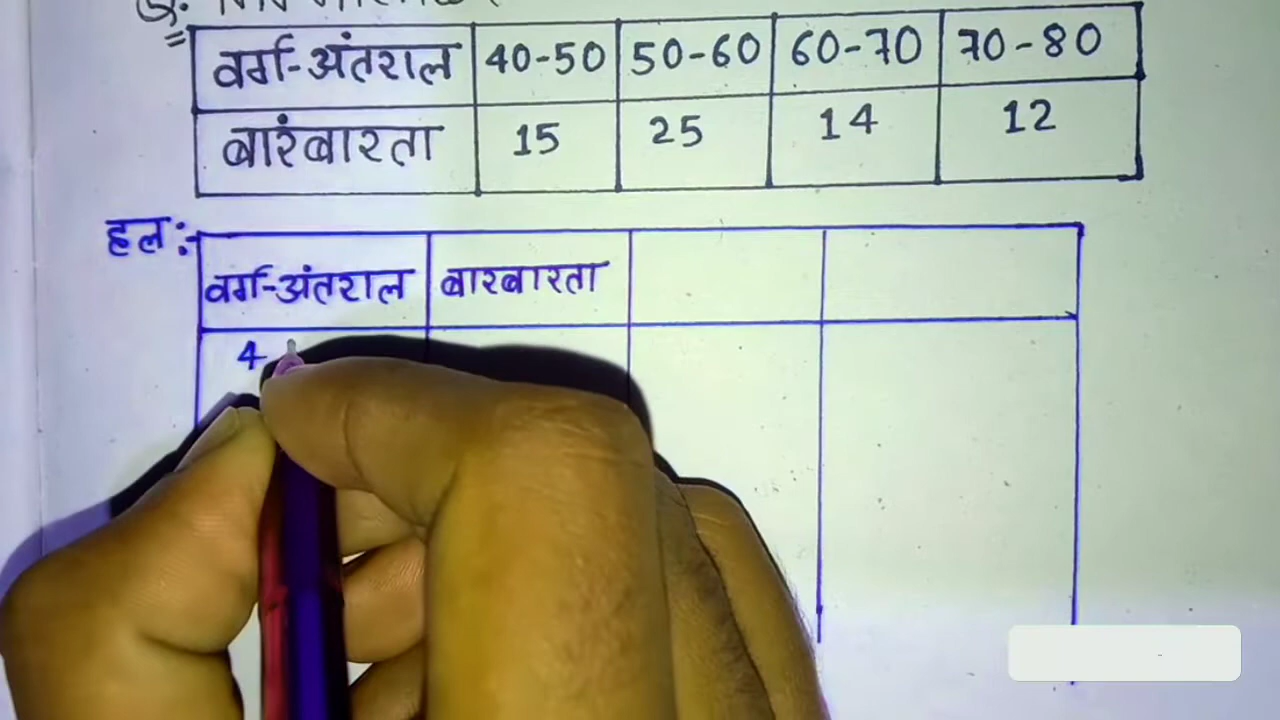 प्र.
वर्ग-अंतराल 40-50 50-60 60-70 70-80
बारंबारता 15 25 14 12
हल:-
वर्ग-अंतराल बारबारता
4